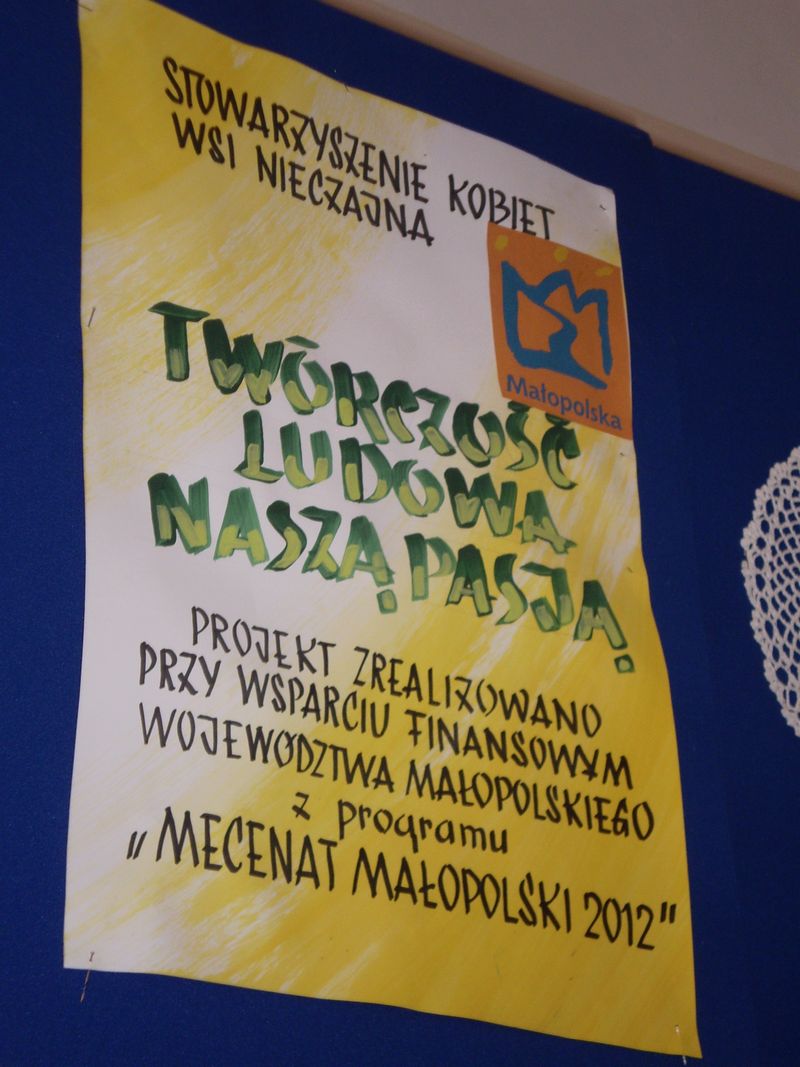 STOWARZYSZENIE KOBIET
WSI NIECZAJNA
Małopolska
TWÓRCZOŚĆ
LUDOWA
NASZĄ PASJĄ
PROJEKT ZREALIZOWANO
PRZY WSPARCIU FINANSOWYM
WOJEWÓDZTWA MAŁOPOLSKIEGO
z programu
„MECENAT MAŁOPOLSKI 2012"